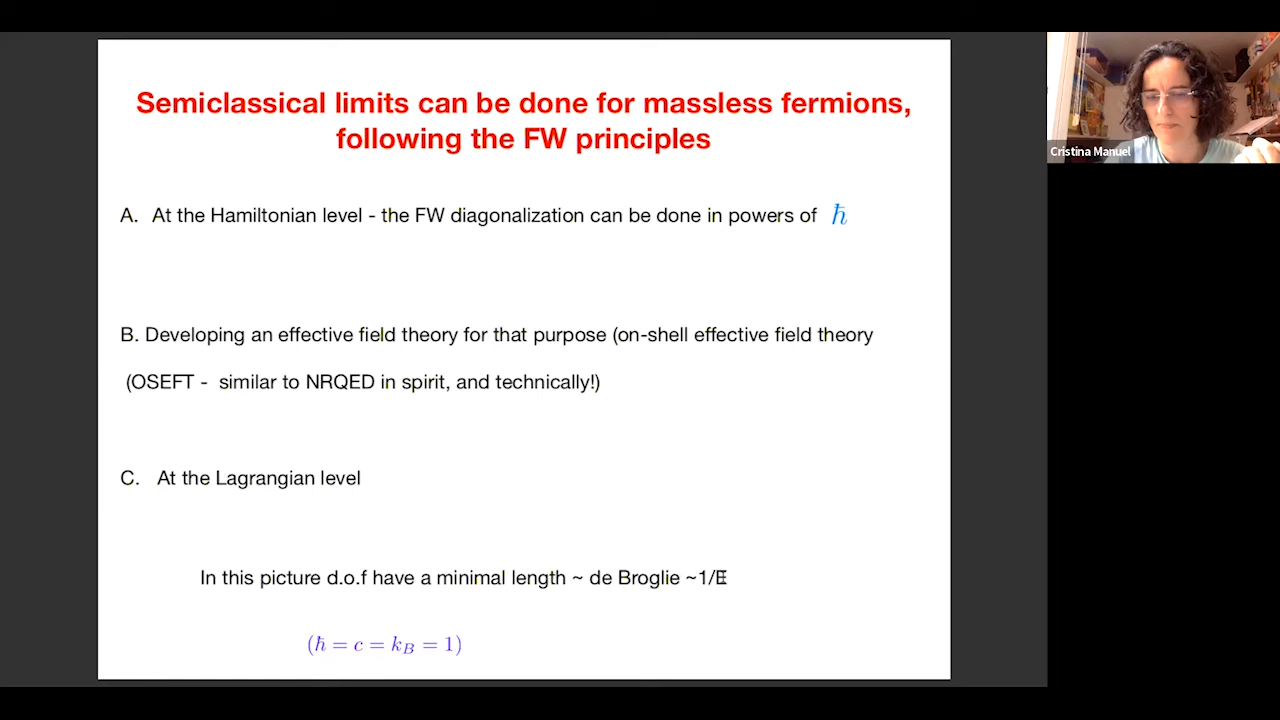 Semiclassical limits can be done for massless fermions,
following the FW principles
A. At the Hamiltonian level - the FW diagonalization can be done in powers of ℏ
B. Developing an effective field theory for that purpose (on-shell effective field theory
(OSEFT - similar to NRQED in spirit, and technically!)
C. At the Lagrangian level
In this picture d.o.f have a minimal length ~ de Broglie ~1/E
(ℏ = c = k_B = 1)
Cristina Manuel